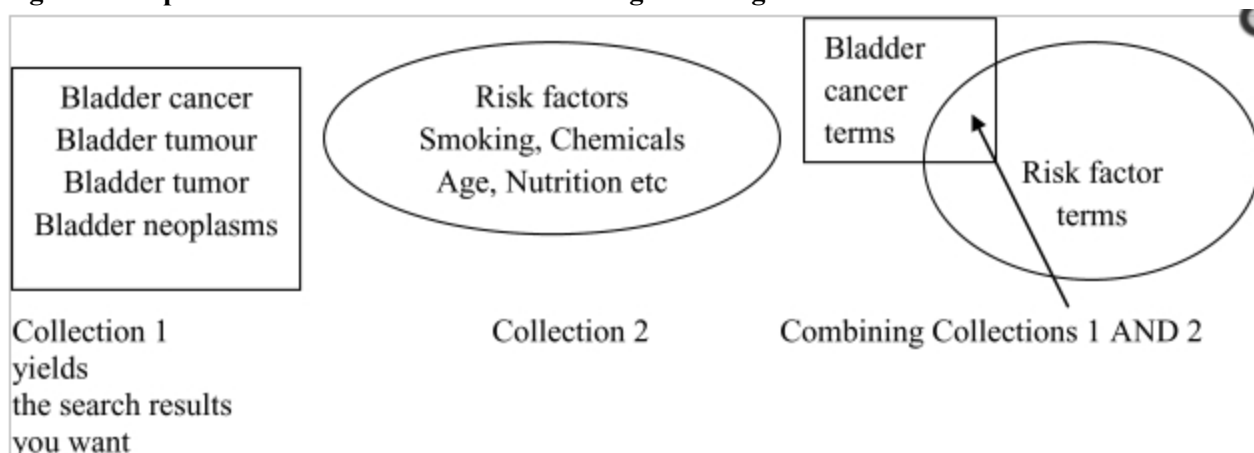 Bladder cancer
Bladder tumour
Bladder tumor
Bladder neoplasms
Risk factors
Smoking, Chemicals
Age, Nutrition etc
Bladder
cancer
terms
Risk factor
terms
Collection 1
yields
the search results
you want
Collection 2
Combining Collections 1 AND 2